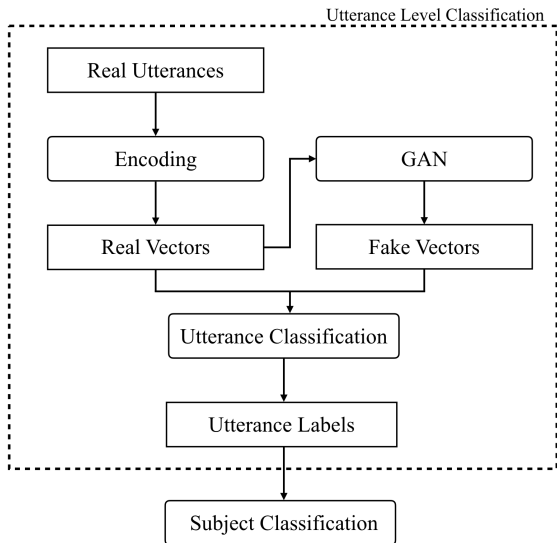 Utterance Level Classification
Real Utterances
Encoding
GAN
Real Vectors
Fake Vectors
Utterance Classification
Utterance Labels
Subject Classification